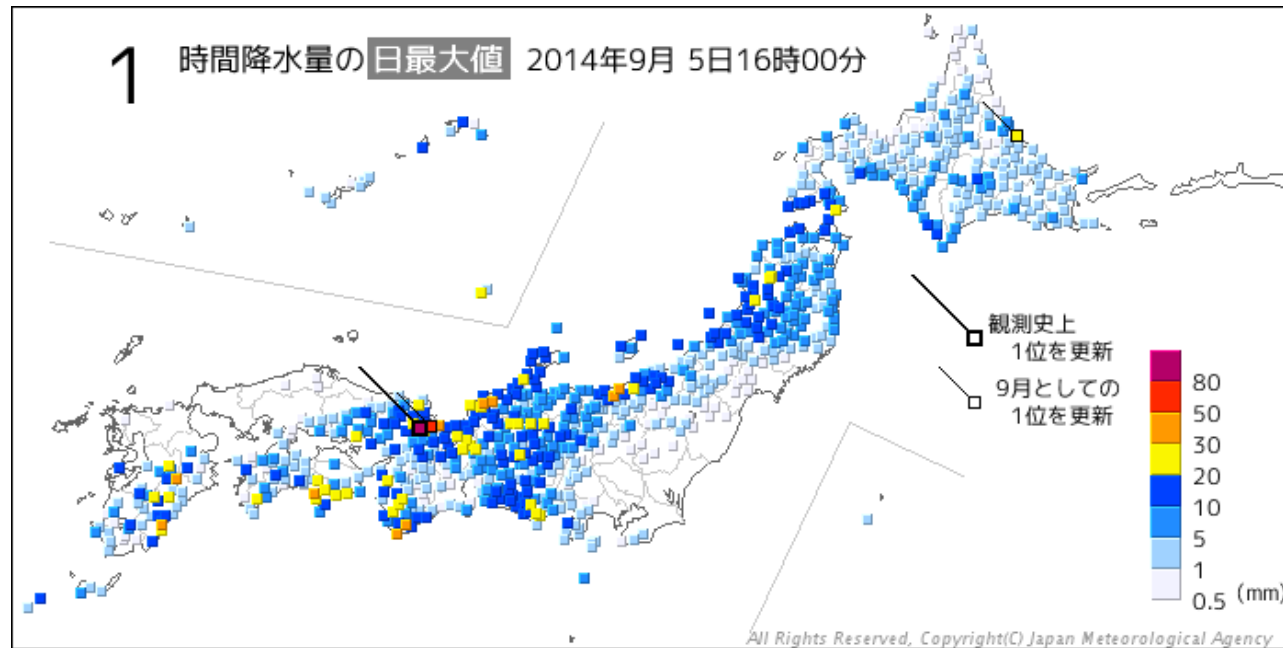 1 時間降水量の 日最大値 2014年9月 5日16時00分
観測史上
1位を更新
9月としての
1位を更新
80
50
30
20
10
5
1
0.5 (mm)
All Rights Reserved, Copyright(C) Japan Meteorological Agency